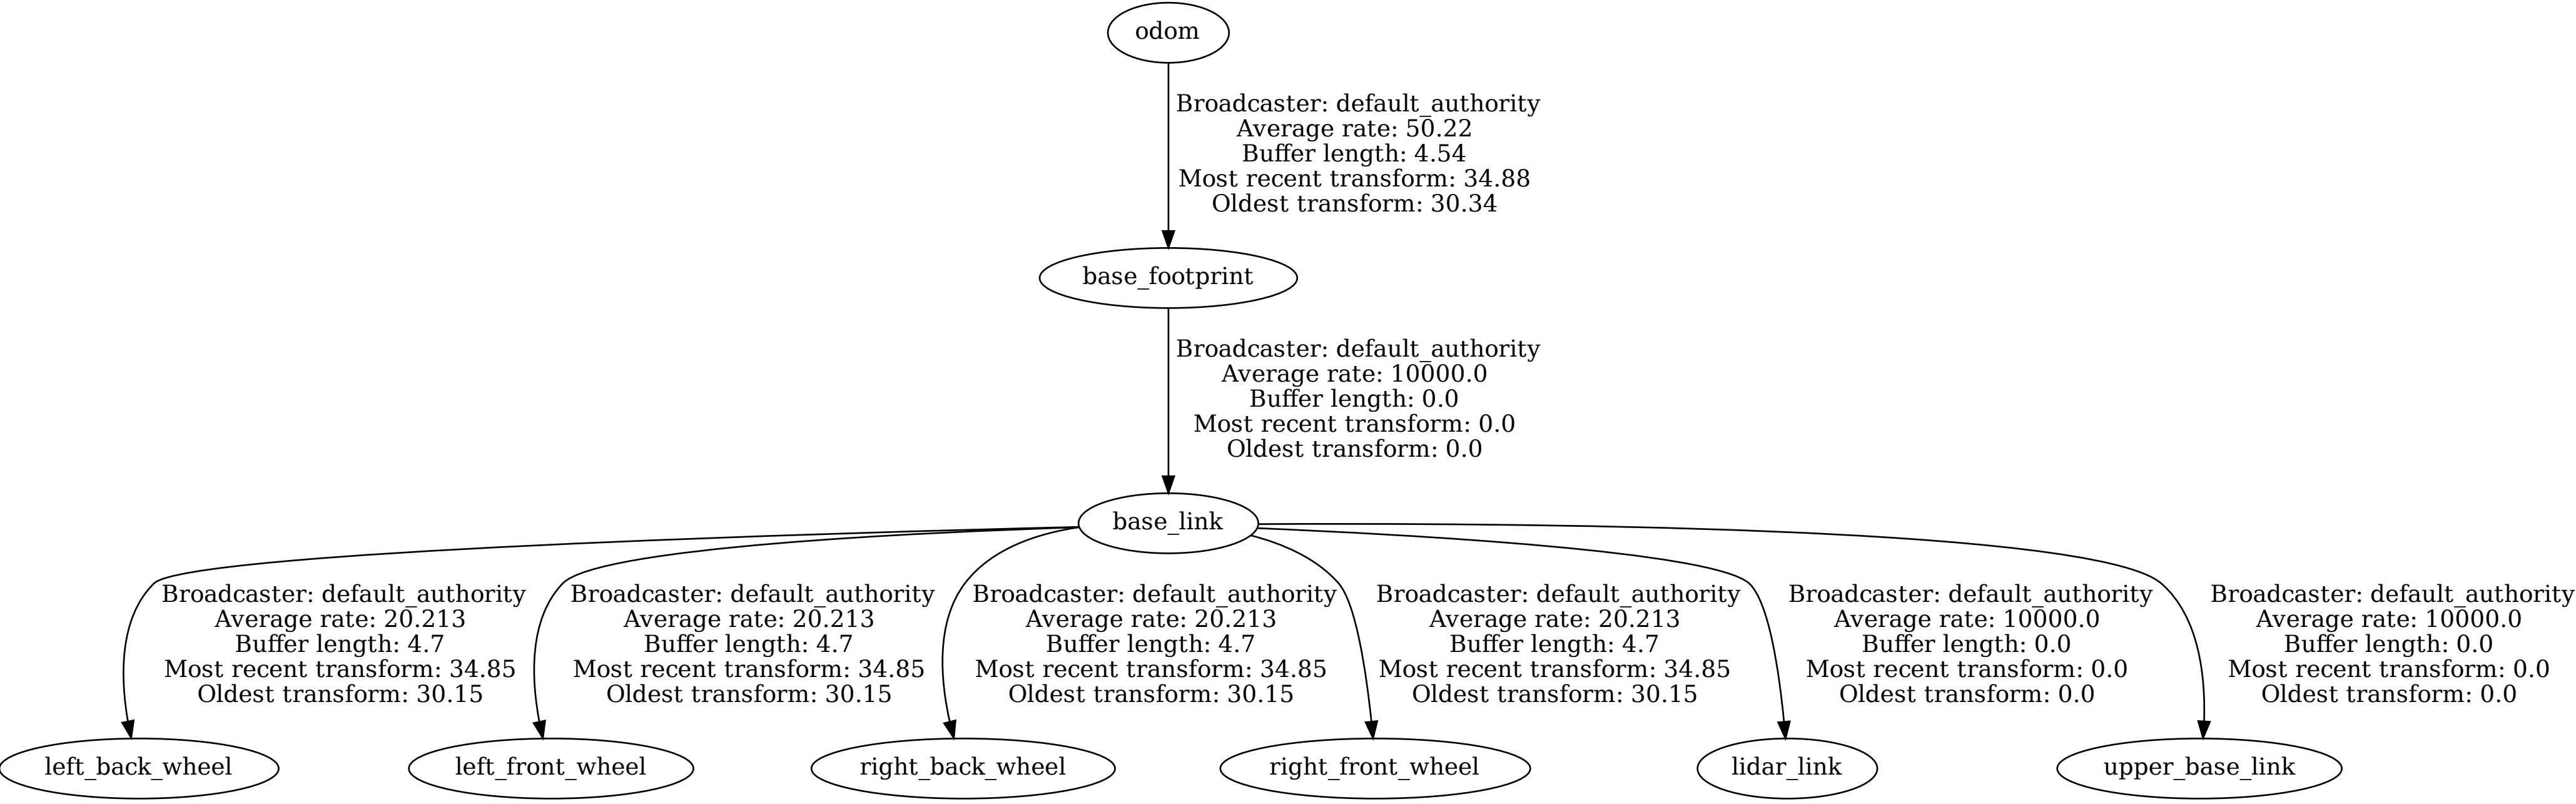 odom
Broadcaster: default_authority
Average rate: 50.22
Buffer length: 4.54
Most recent transform: 34.88
Oldest transform: 30.34
base_footprint
Broadcaster: default_authority
Average rate: 10000.0
Buffer length: 0.0
Most recent transform: 0.0
Oldest transform: 0.0
base_link
Broadcaster: default_authority
Average rate: 20.213
Buffer length: 4.7
Most recent transform: 34.85
Oldest transform: 30.15
Broadcaster: default_authority
Average rate: 20.213
Buffer length: 4.7
Most recent transform: 34.85
Oldest transform: 30.15
Broadcaster: default_authority
Average rate: 20.213
Buffer length: 4.7
Most recent transform: 34.85
Oldest transform: 30.15
Broadcaster: default_authority
Average rate: 20.213
Buffer length: 4.7
Most recent transform: 34.85
Oldest transform: 30.15
Broadcaster: default_authority
Average rate: 10000.0
Buffer length: 0.0
Most recent transform: 0.0
Oldest transform: 0.0
Broadcaster: default_authority
Average rate: 10000.0
Buffer length: 0.0
Most recent transform: 0.0
Oldest transform: 0.0
left_back_wheel
left_front_wheel
right_back_wheel
right_front_wheel
lidar_link
upper_base_link